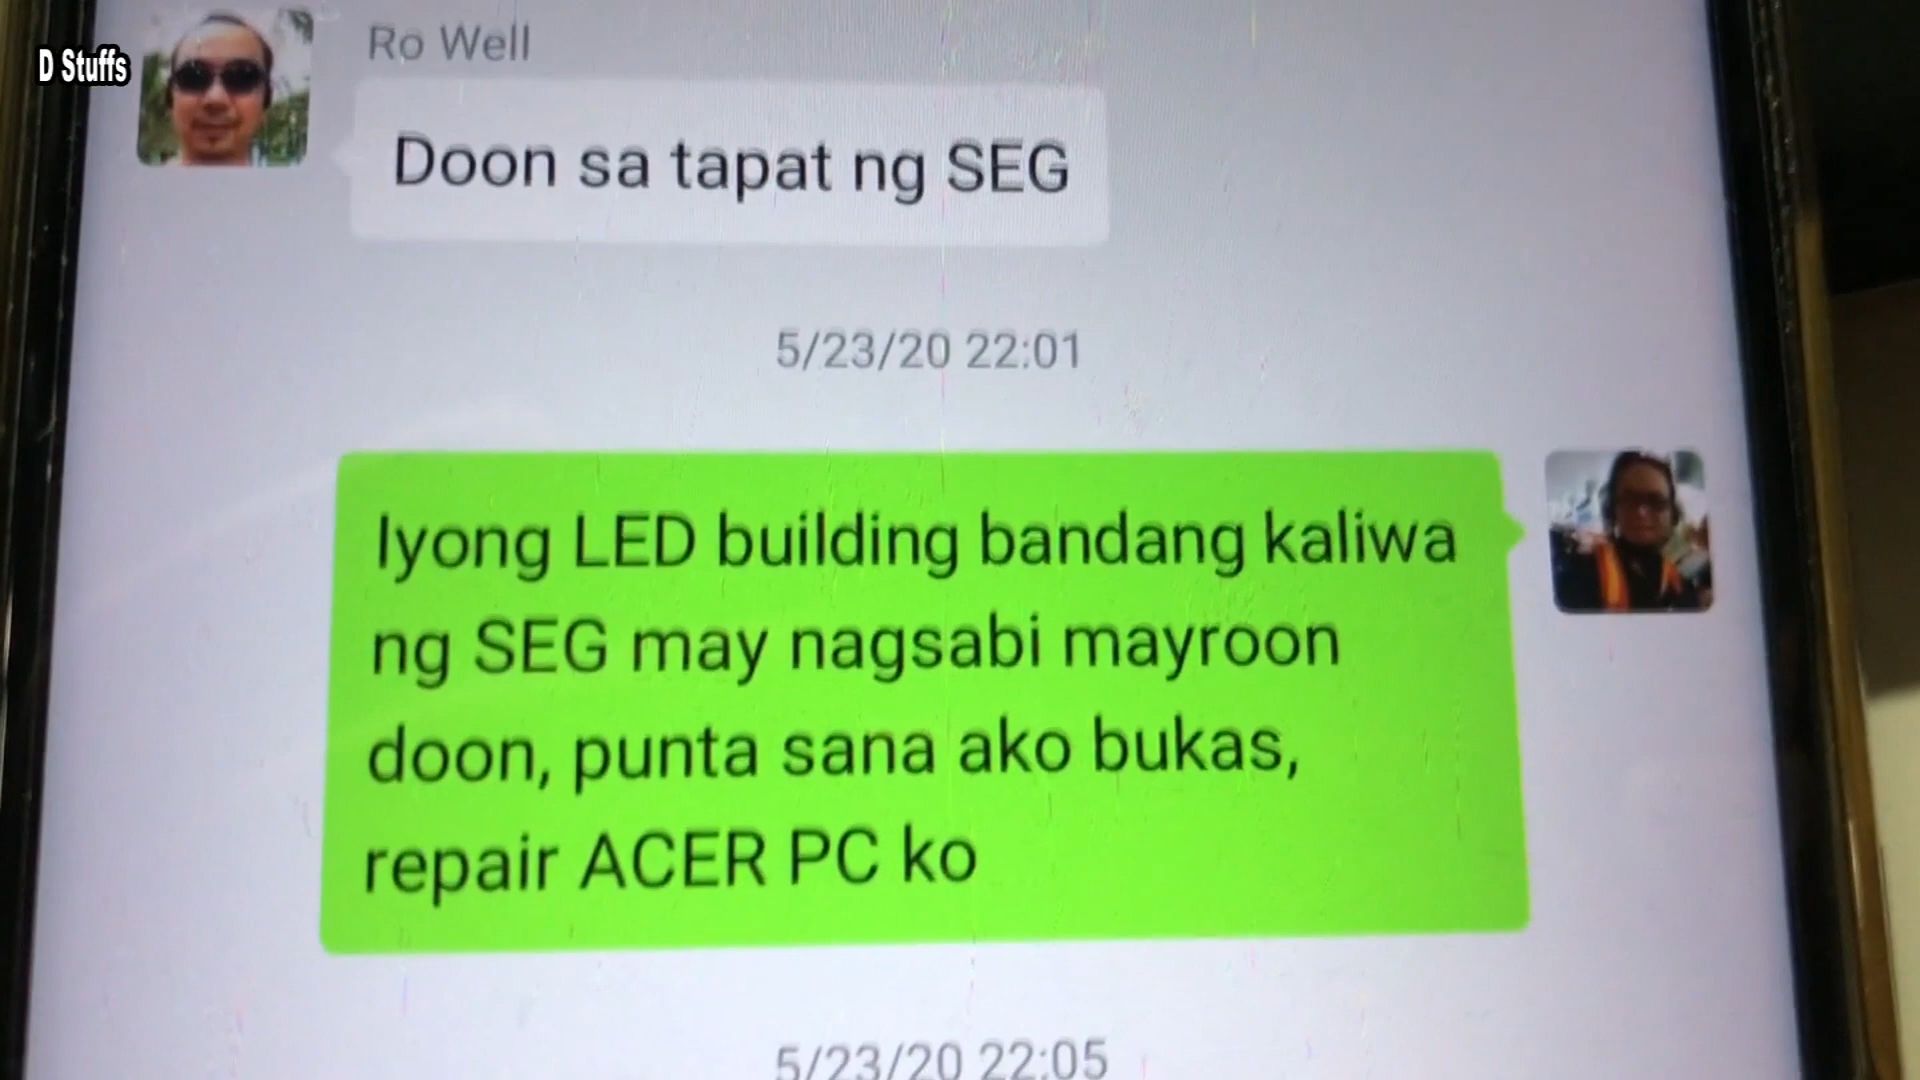 D Stuffs
Ro Well
Doon sa tapat ng SEG
5/23/20 22:01
Iyong LED building bandang kaliwa
ng SEG may nagsabi mayroon
doon, punta sana ako bukas,
repair ACER PC ko
5/23/20 22:05